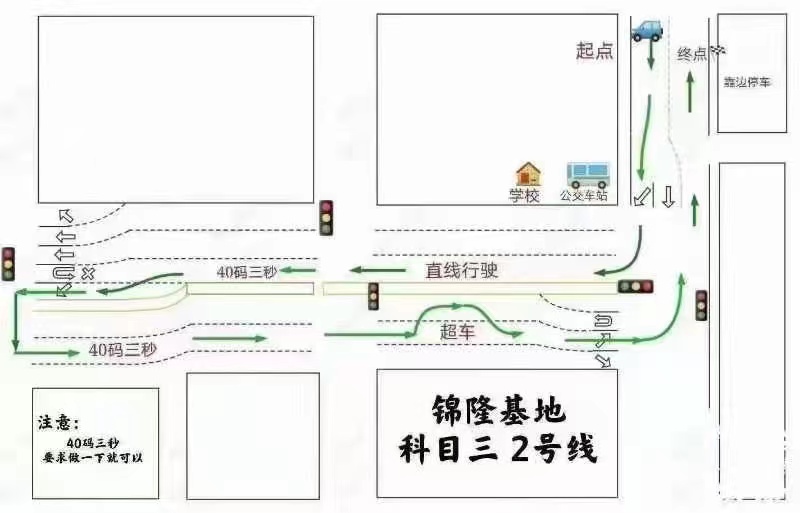 起点
终点
靠边停车
学校
公交车站
40码三秒
直线行驶
超车
40码三秒
注意：
40码三秒
要求做一下就可以
锦隆基地
科目三 2号线